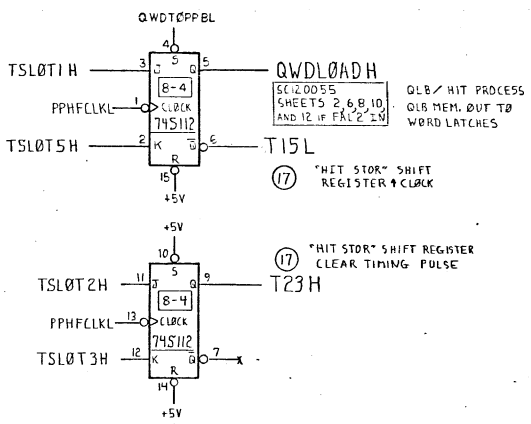 QWDTØPPBL
4
S
TSLØT1H 3 J Q 5 QWDLØADH
8-4
SC120055
SHEETS 2,6,8,10,
AND 12 IF FAL 2 IN
QLB/HIT PROCESS
QLB MEM. ØUT TØ
WØRD LATCHES
PPHFCLKL 1 CLØCK
74S112
TSLØT5H 2 K Q̅ 6 T15L
R
15
+5V
17 "HIT STOR" SHIFT
REGISTER ↑ CLØCK
+5V
10
S
17 "HIT STOR" SHIFT REGISTER
CLEAR TIMING PULSE
TSLØT2H 11 J Q 9 T23H
8-4
PPHFCLKL 13 CLØCK
74S112
TSLØT3H 12 K Q̅ 7 X
R
14
+5V